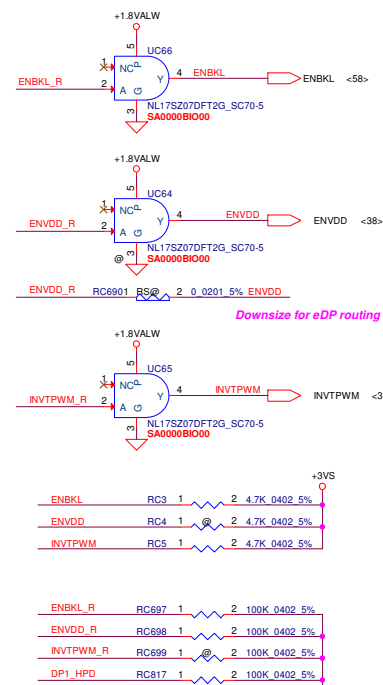 +1.8VALW
5
UC66
1
NC
P
ENBKL_R
2
A
G
Y
4
ENBKL
ENBKL
<58>
3
NL17SZ07DFT2G_SC70-5
SA0000BIO00
+1.8VALW
5
UC64
1
NC
P
ENVDD_R
2
A
G
Y
4
ENVDD
ENVDD
<38>
3
@
NL17SZ07DFT2G_SC70-5
SA0000BIO00
ENVDD_R RC690 1 RS@ 2 0_0201_5% ENVDD
Downsize for eDP routing
+1.8VALW
5
UC65
1
NC
P
INVTPWM_R
2
A
G
Y
4
INVTPWM
INVTPWM
<3
3
NL17SZ07DFT2G_SC70-5
SA0000BIO00
+3VS
ENBKL RC3 1 2 4.7K_0402_5%
ENVDD RC4 1 @ 2 4.7K_0402_5%
INVTPWM RC5 1 2 4.7K_0402_5%
ENBKL_R RC697 1 2 100K_0402_5%
ENVDD_R RC698 1 2 100K_0402_5%
INVTPWM_R RC699 1 @ 2 100K_0402_5%
DP1_HPD RC817 1 2 100K_0402_5%